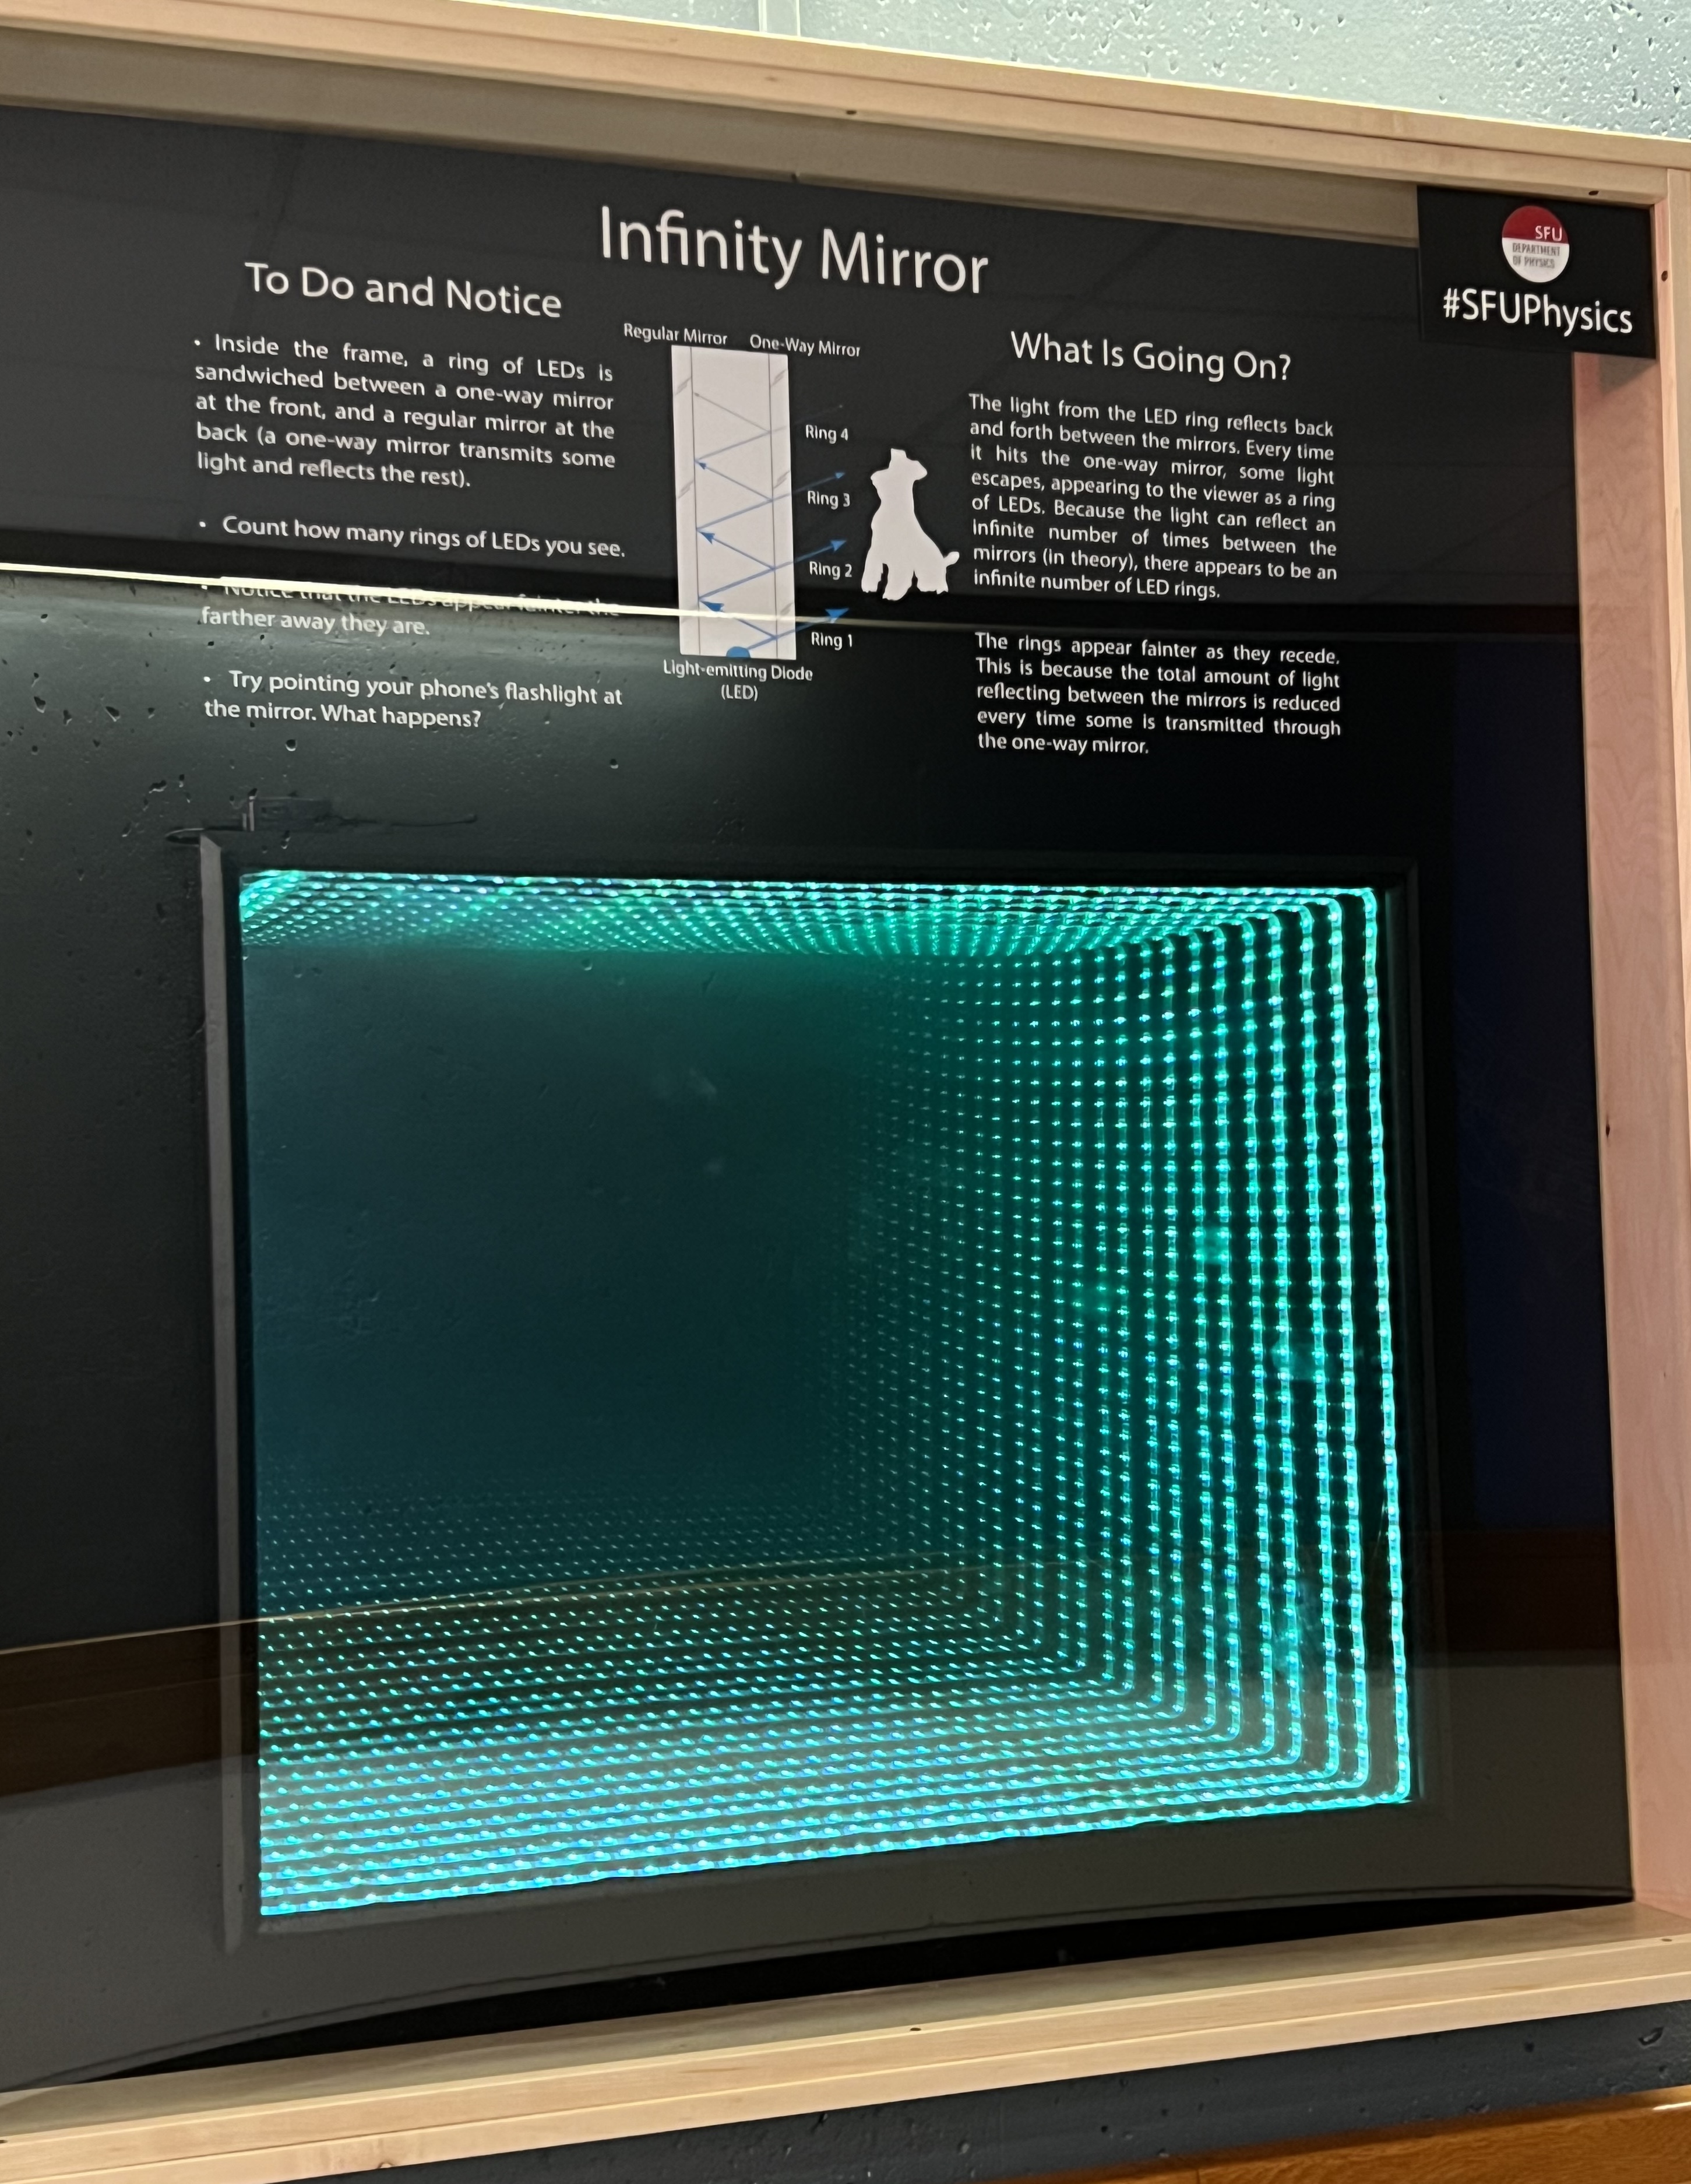 Infinity Mirror
SFU
DEPARTMENT
OF PHYSICS
#SFUPhysics
To Do and Notice
• Inside the frame, a ring of LEDs is
sandwiched between a one-way mirror
at the front, and a regular mirror at the
back (a one-way mirror transmits some
light and reflects the rest).
• Count how many rings of LEDs you see.
• Notice that the LEDs appear fainter the
farther away they are.
• Try pointing your phone's flashlight at
the mirror. What happens?
Regular Mirror
One-Way Mirror
Ring 4
Ring 3
Ring 2
Ring 1
Light-emitting Diode
(LED)
What Is Going On?
The light from the LED ring reflects back
and forth between the mirrors. Every time
it hits the one-way mirror, some light
escapes, appearing to the viewer as a ring
of LEDs. Because the light can reflect an
infinite number of times between the
mirrors (in theory), there appears to be an
infinite number of LED rings.
The rings appear fainter as they recede.
This is because the total amount of light
reflecting between the mirrors is reduced
every time some is transmitted through
the one-way mirror.